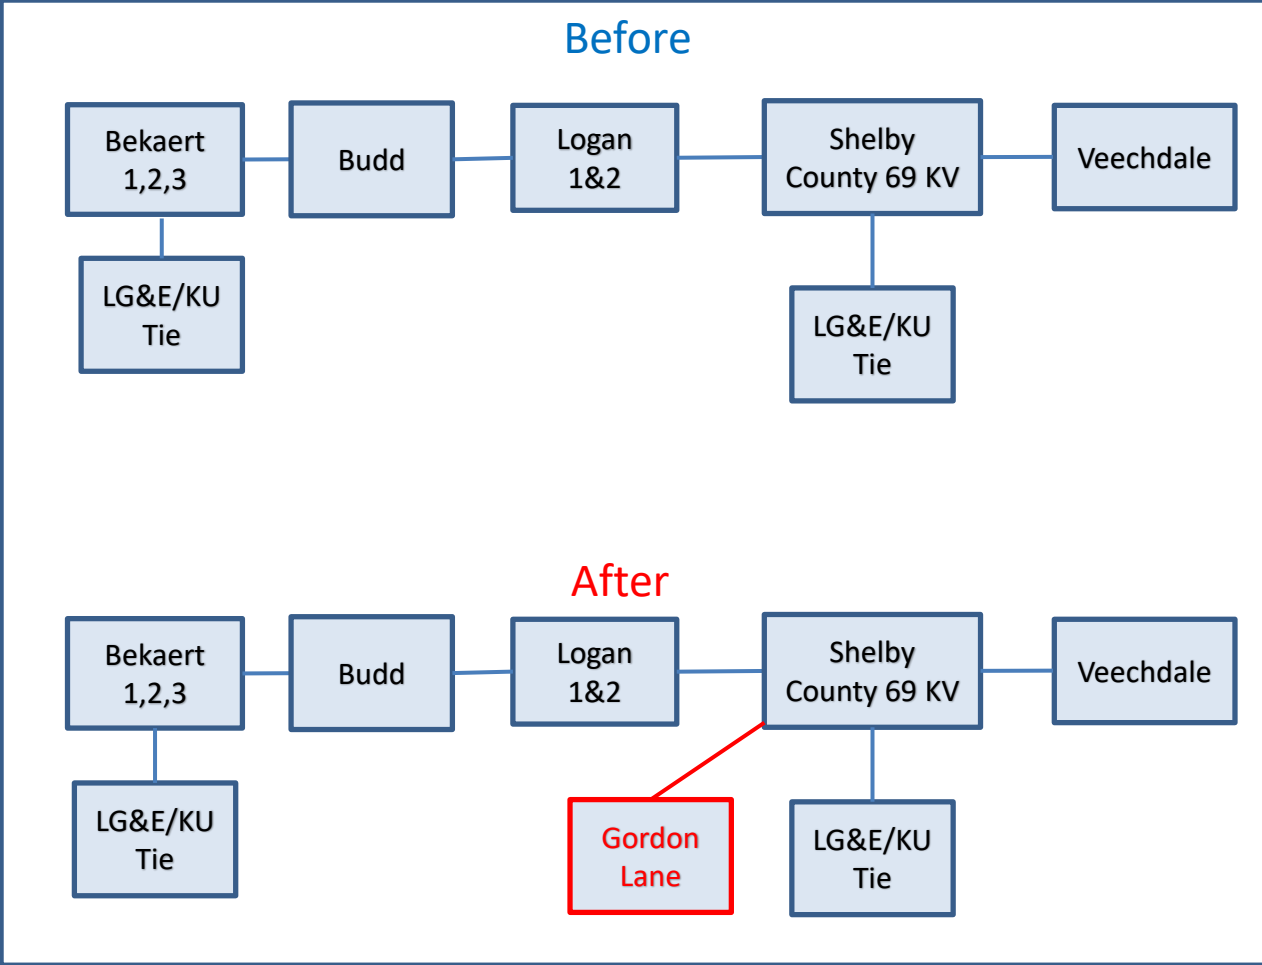 Before
Bekaert
1,2,3
Budd
Logan
1&2
Shelby
County 69 KV
Veechdale
LG&E/KU
Tie
LG&E/KU
Tie
After
Bekaert
1,2,3
Budd
Logan
1&2
Shelby
County 69 KV
Veechdale
LG&E/KU
Tie
Gordon
Lane
LG&E/KU
Tie